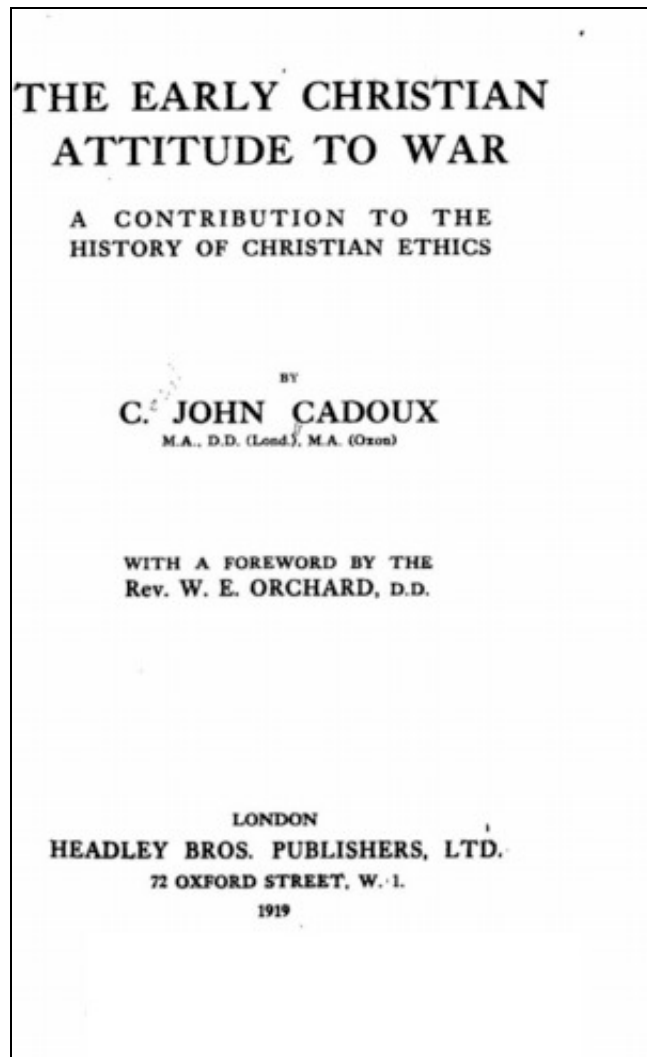 THE EARLY CHRISTIAN
ATTITUDE TO WAR
A CONTRIBUTION TO THE
HISTORY OF CHRISTIAN ETHICS
BY
C. JOHN CADOUX
M.A., D.D. (Lond.), M.A. (Oxon)
WITH A FOREWORD BY THE
Rev. W. E. ORCHARD, D.D.
LONDON
HEADLEY BROS. PUBLISHERS, LTD.
72 OXFORD STREET, W. 1.
1919